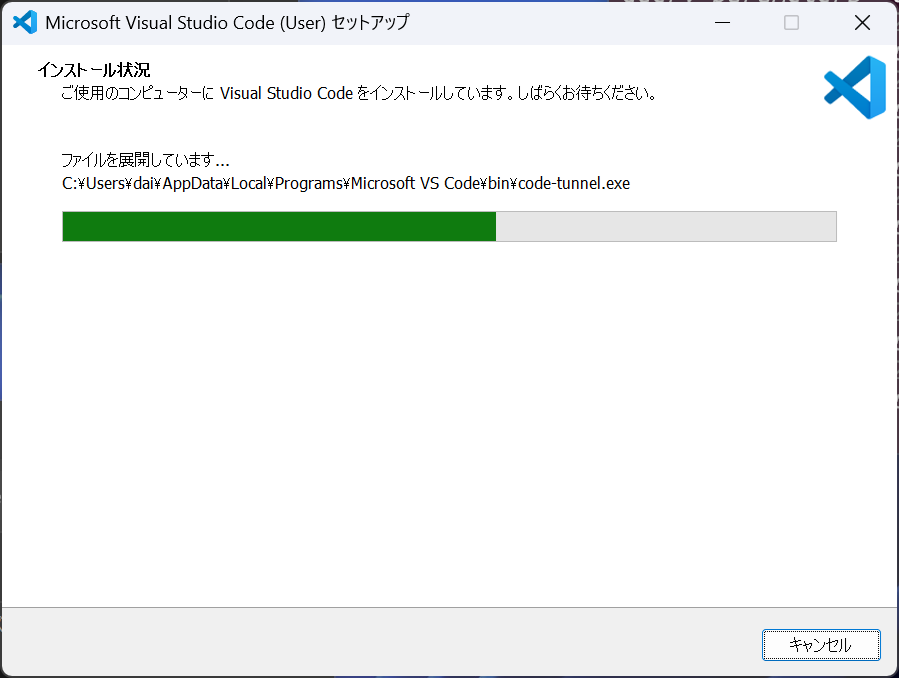 Microsoft Visual Studio Code (User) セットアップ
インストール状況
ご使用のコンピューターに Visual Studio Code をインストールしています。しばらくお待ちください。
ファイルを展開しています...
C:¥Users¥dai¥AppData¥Local¥Programs¥Microsoft VS Code¥bin¥code-tunnel.exe
キャンセル